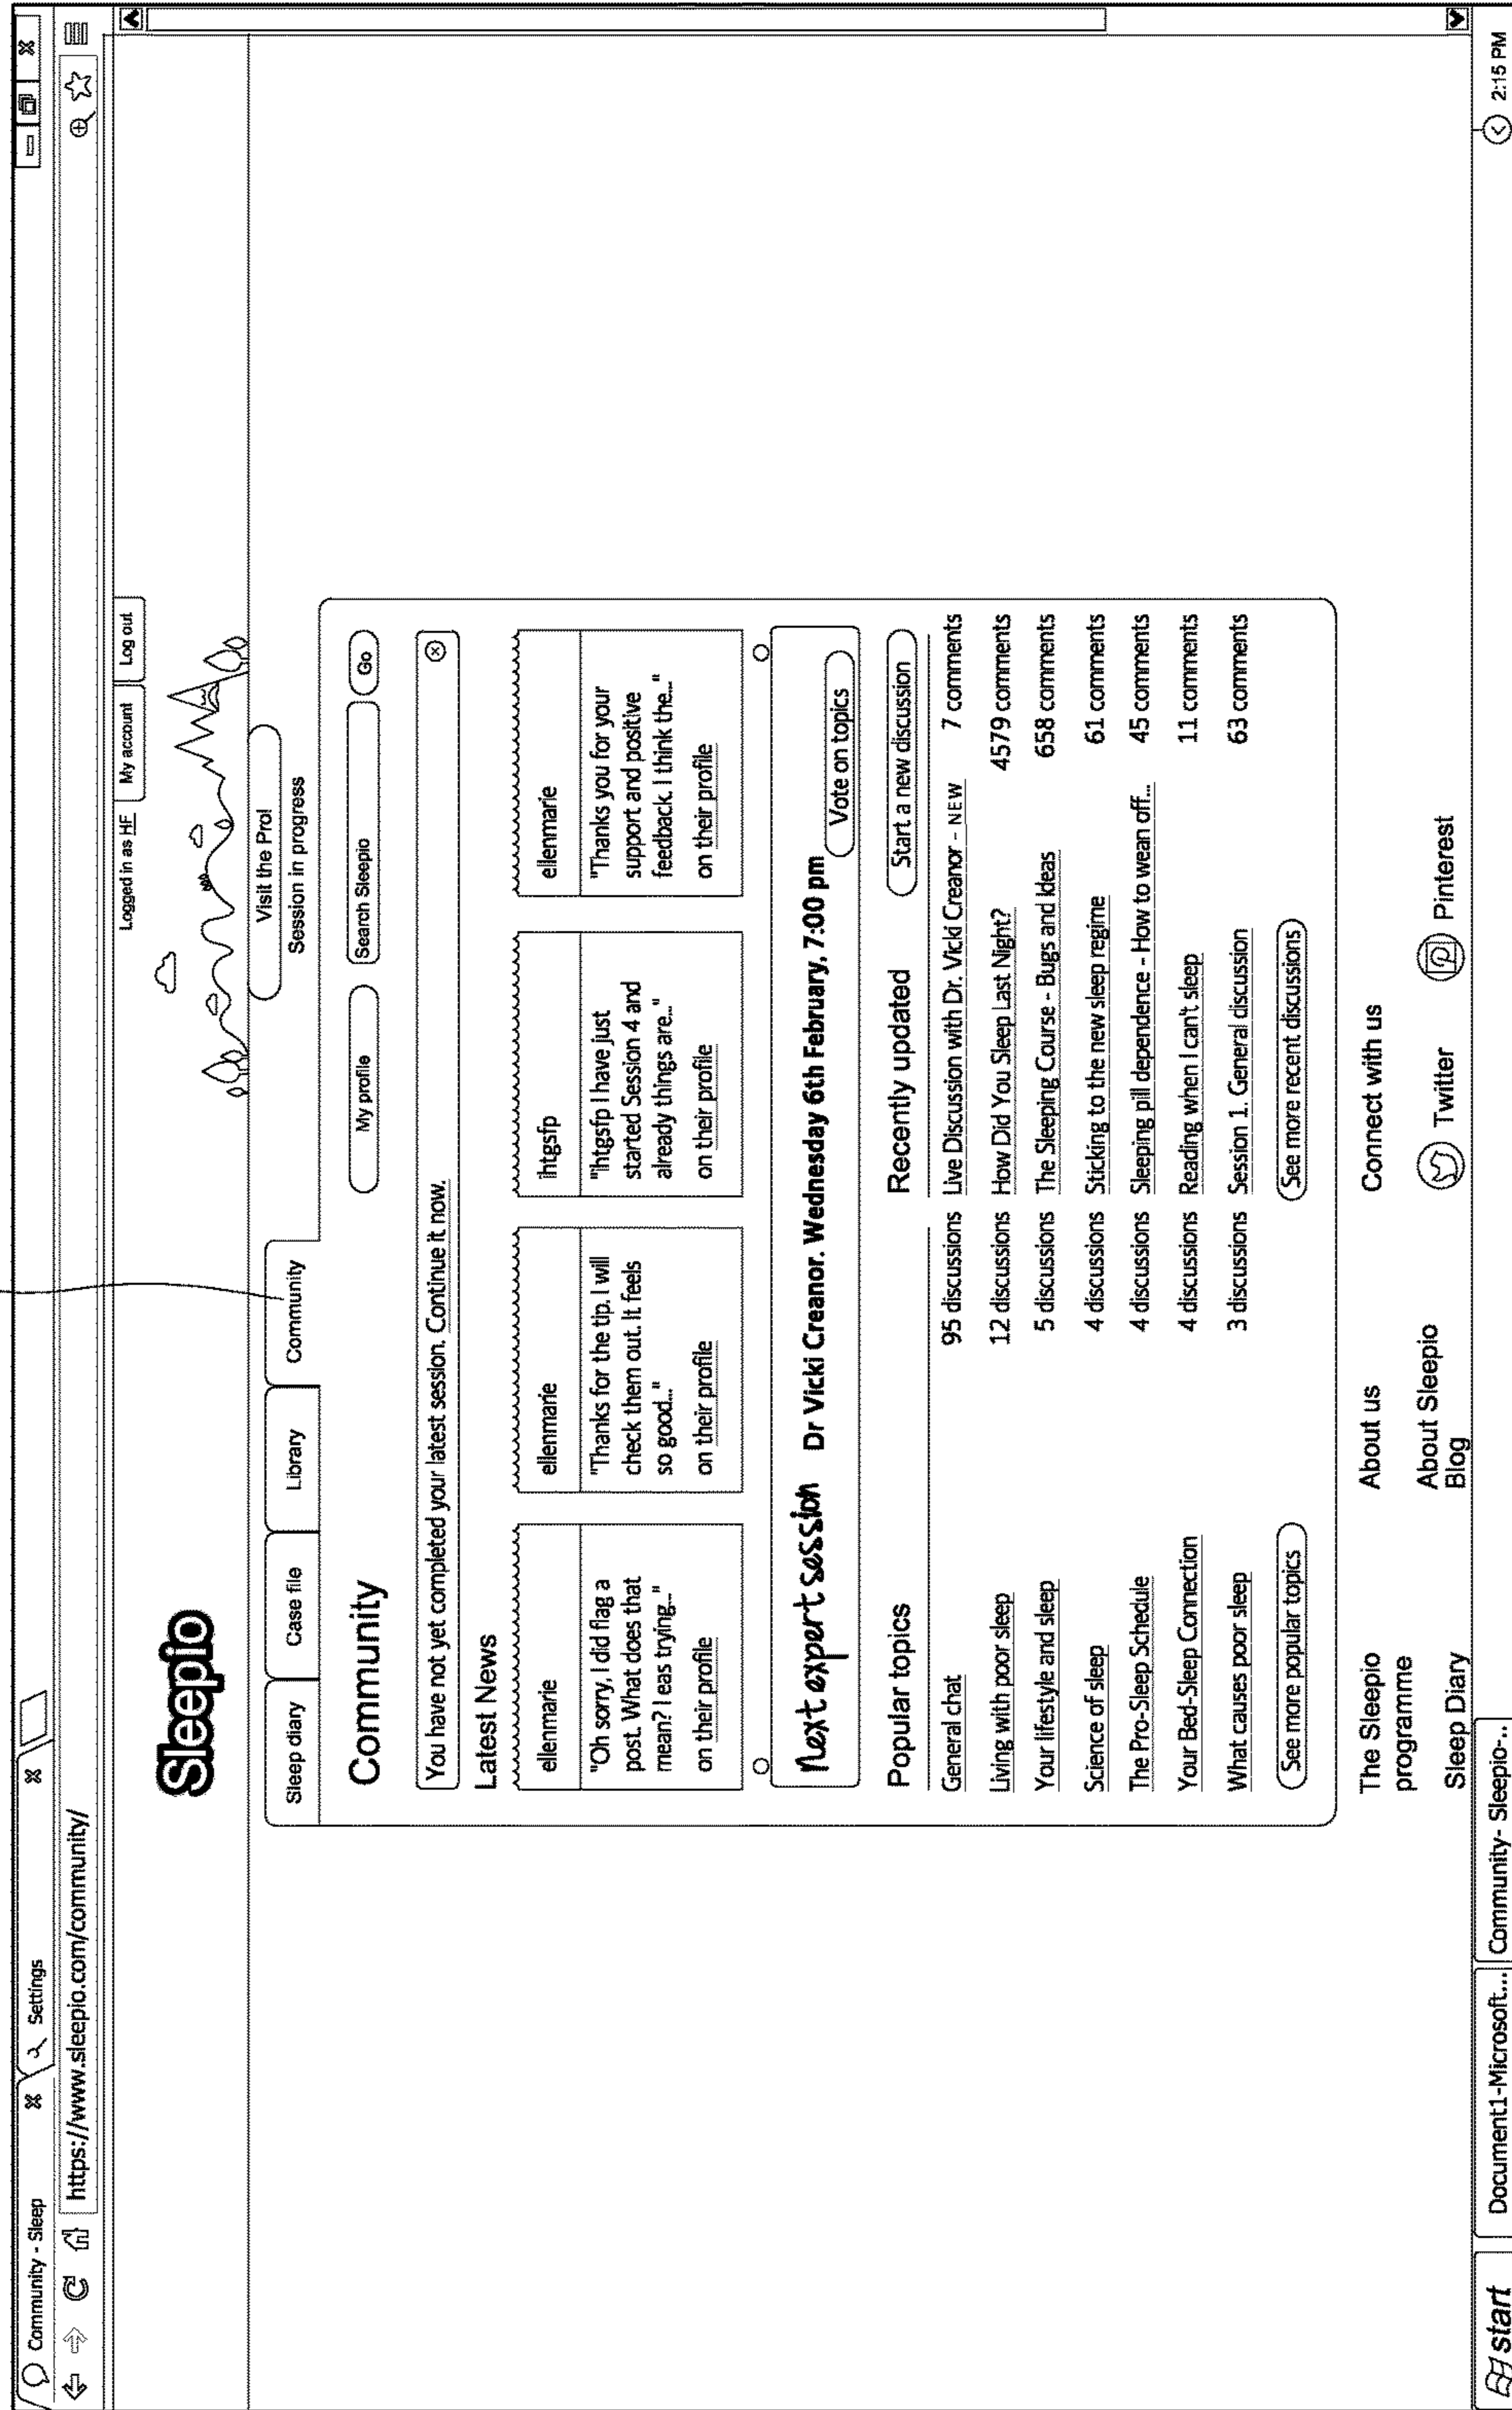 Community - Sleep
Settings
https://www.sleepio.com/community/
Logged in as HF
My account
Log out
Sleepio
Visit the Pro!
Session in progress
Sleep diary
Case file
Library
Community
Community
My profile
Search Sleepio
Go
You have not yet completed your latest session. Continue it now.
Latest News
ellenmarie
"Oh sorry, I did flag a
post. What does that
mean? I eas trying..."
on their profile
ellenmarie
"Thanks for the tip. I will
check them out. It feels
so good..."
on their profile
ihtgsfp
"ihtgsfp I have just
started Session 4 and
already things are..."
on their profile
ellenmarie
"Thanks you for your
support and positive
feedback. I think the..."
on their profile
Next expert session Dr Vicki Creanor. Wednesday 6th February, 7:00 pm
Vote on topics
Popular topics
General chat 95 discussions
Living with poor sleep 12 discussions
Your lifestyle and sleep 5 discussions
Science of sleep 4 discussions
The Pro-Sleep Schedule 4 discussions
Your Bed-Sleep Connection 4 discussions
What causes poor sleep 3 discussions
See more popular topics
Recently updated
Start a new discussion
Live Discussion with Dr. Vicki Creanor - NEW 7 comments
How Did You Sleep Last Night? 4579 comments
The Sleeping Course - Bugs and Ideas 658 comments
Sticking to the new sleep regime 61 comments
Sleeping pill dependence - How to wean off... 45 comments
Reading when I can't sleep 11 comments
Session 1. General discussion 63 comments
See more recent discussions
The Sleepio
programme
Sleep Diary
About us
About Sleepio
Blog
Connect with us
Twitter
Pinterest
start
Document1-Microsoft...
Community- Sleepio-..
2:15 PM